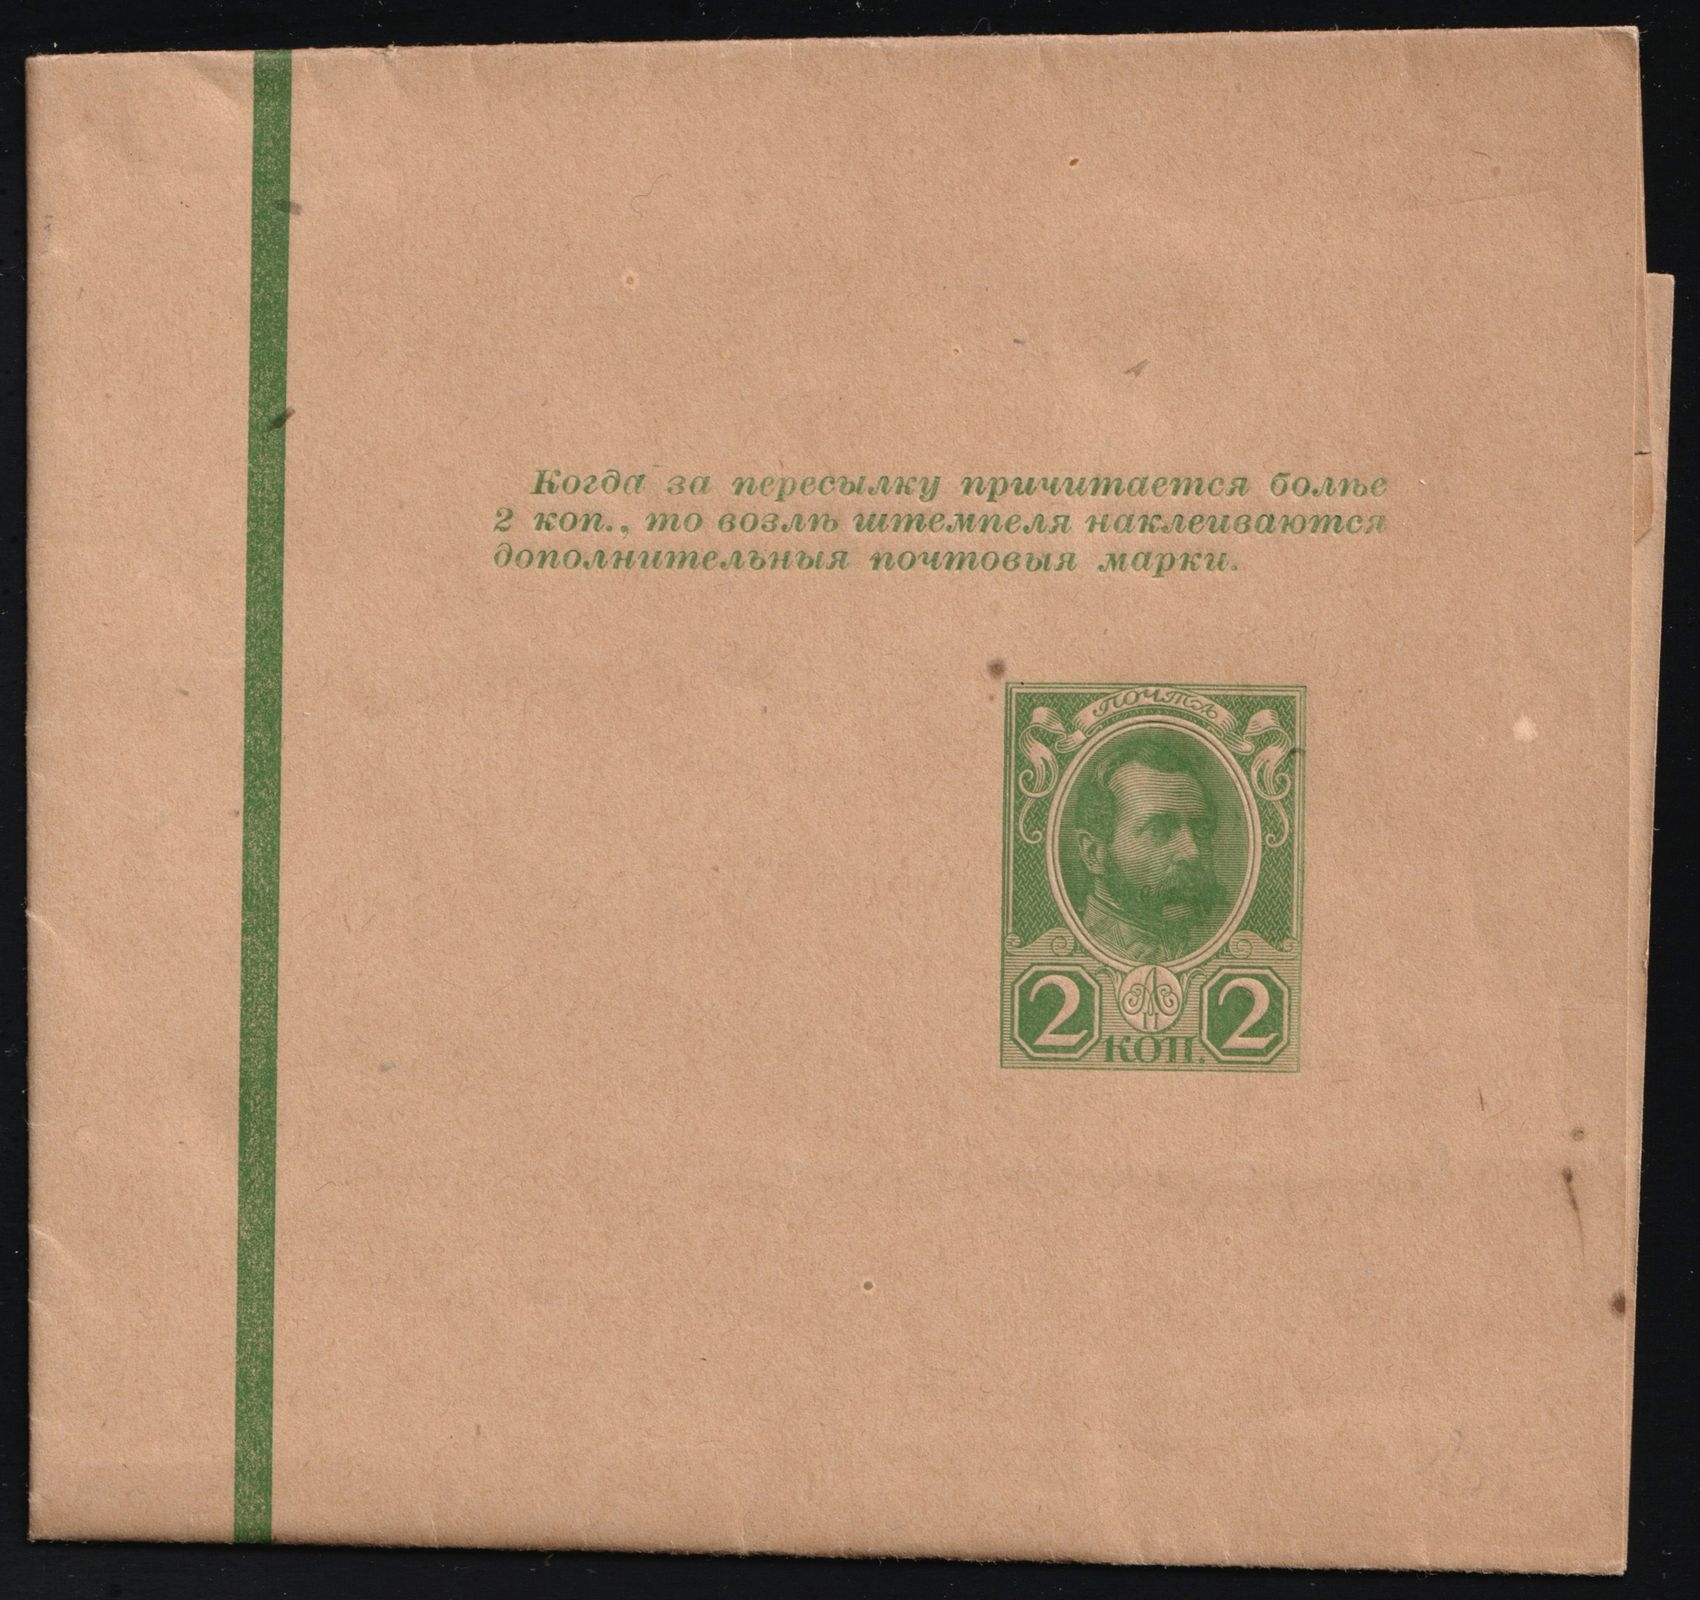 Когда за пересылку причитается болѣе
2 коп., то возлѣ штемпеля наклеиваются
дополнительныя почтовыя марки.
ПОЧТА
2 КОП. 2